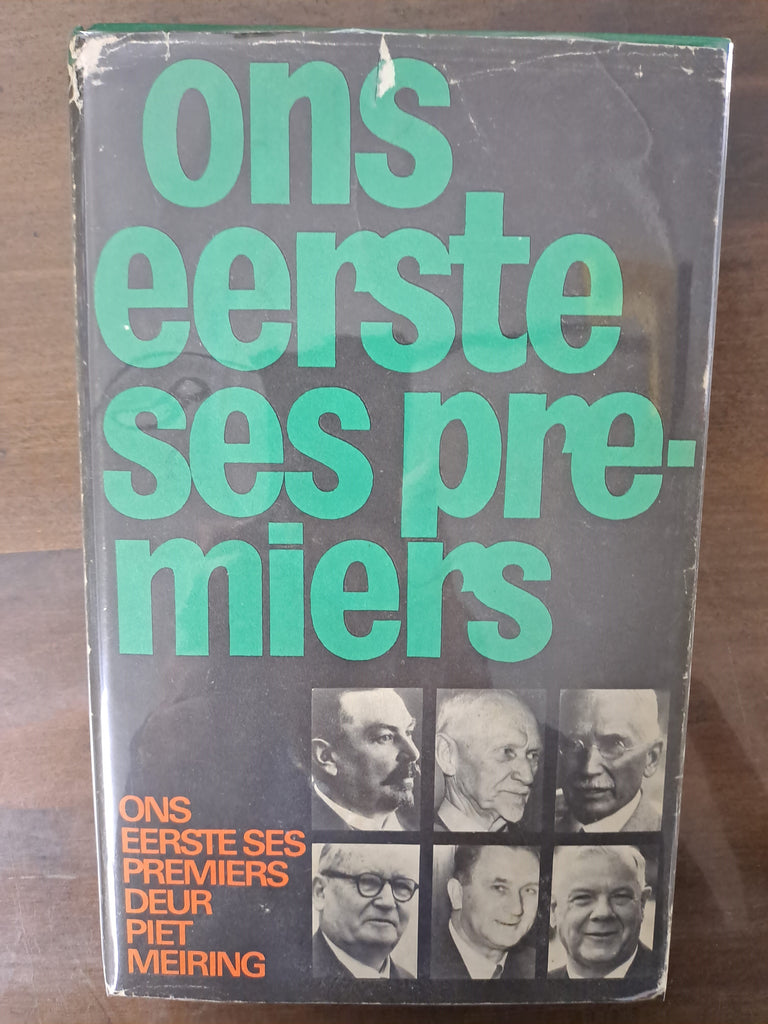 ons
eerste
ses pre-
miers
ONS
EERSTE SES
PREMIERS
DEUR
PIET
MEIRING